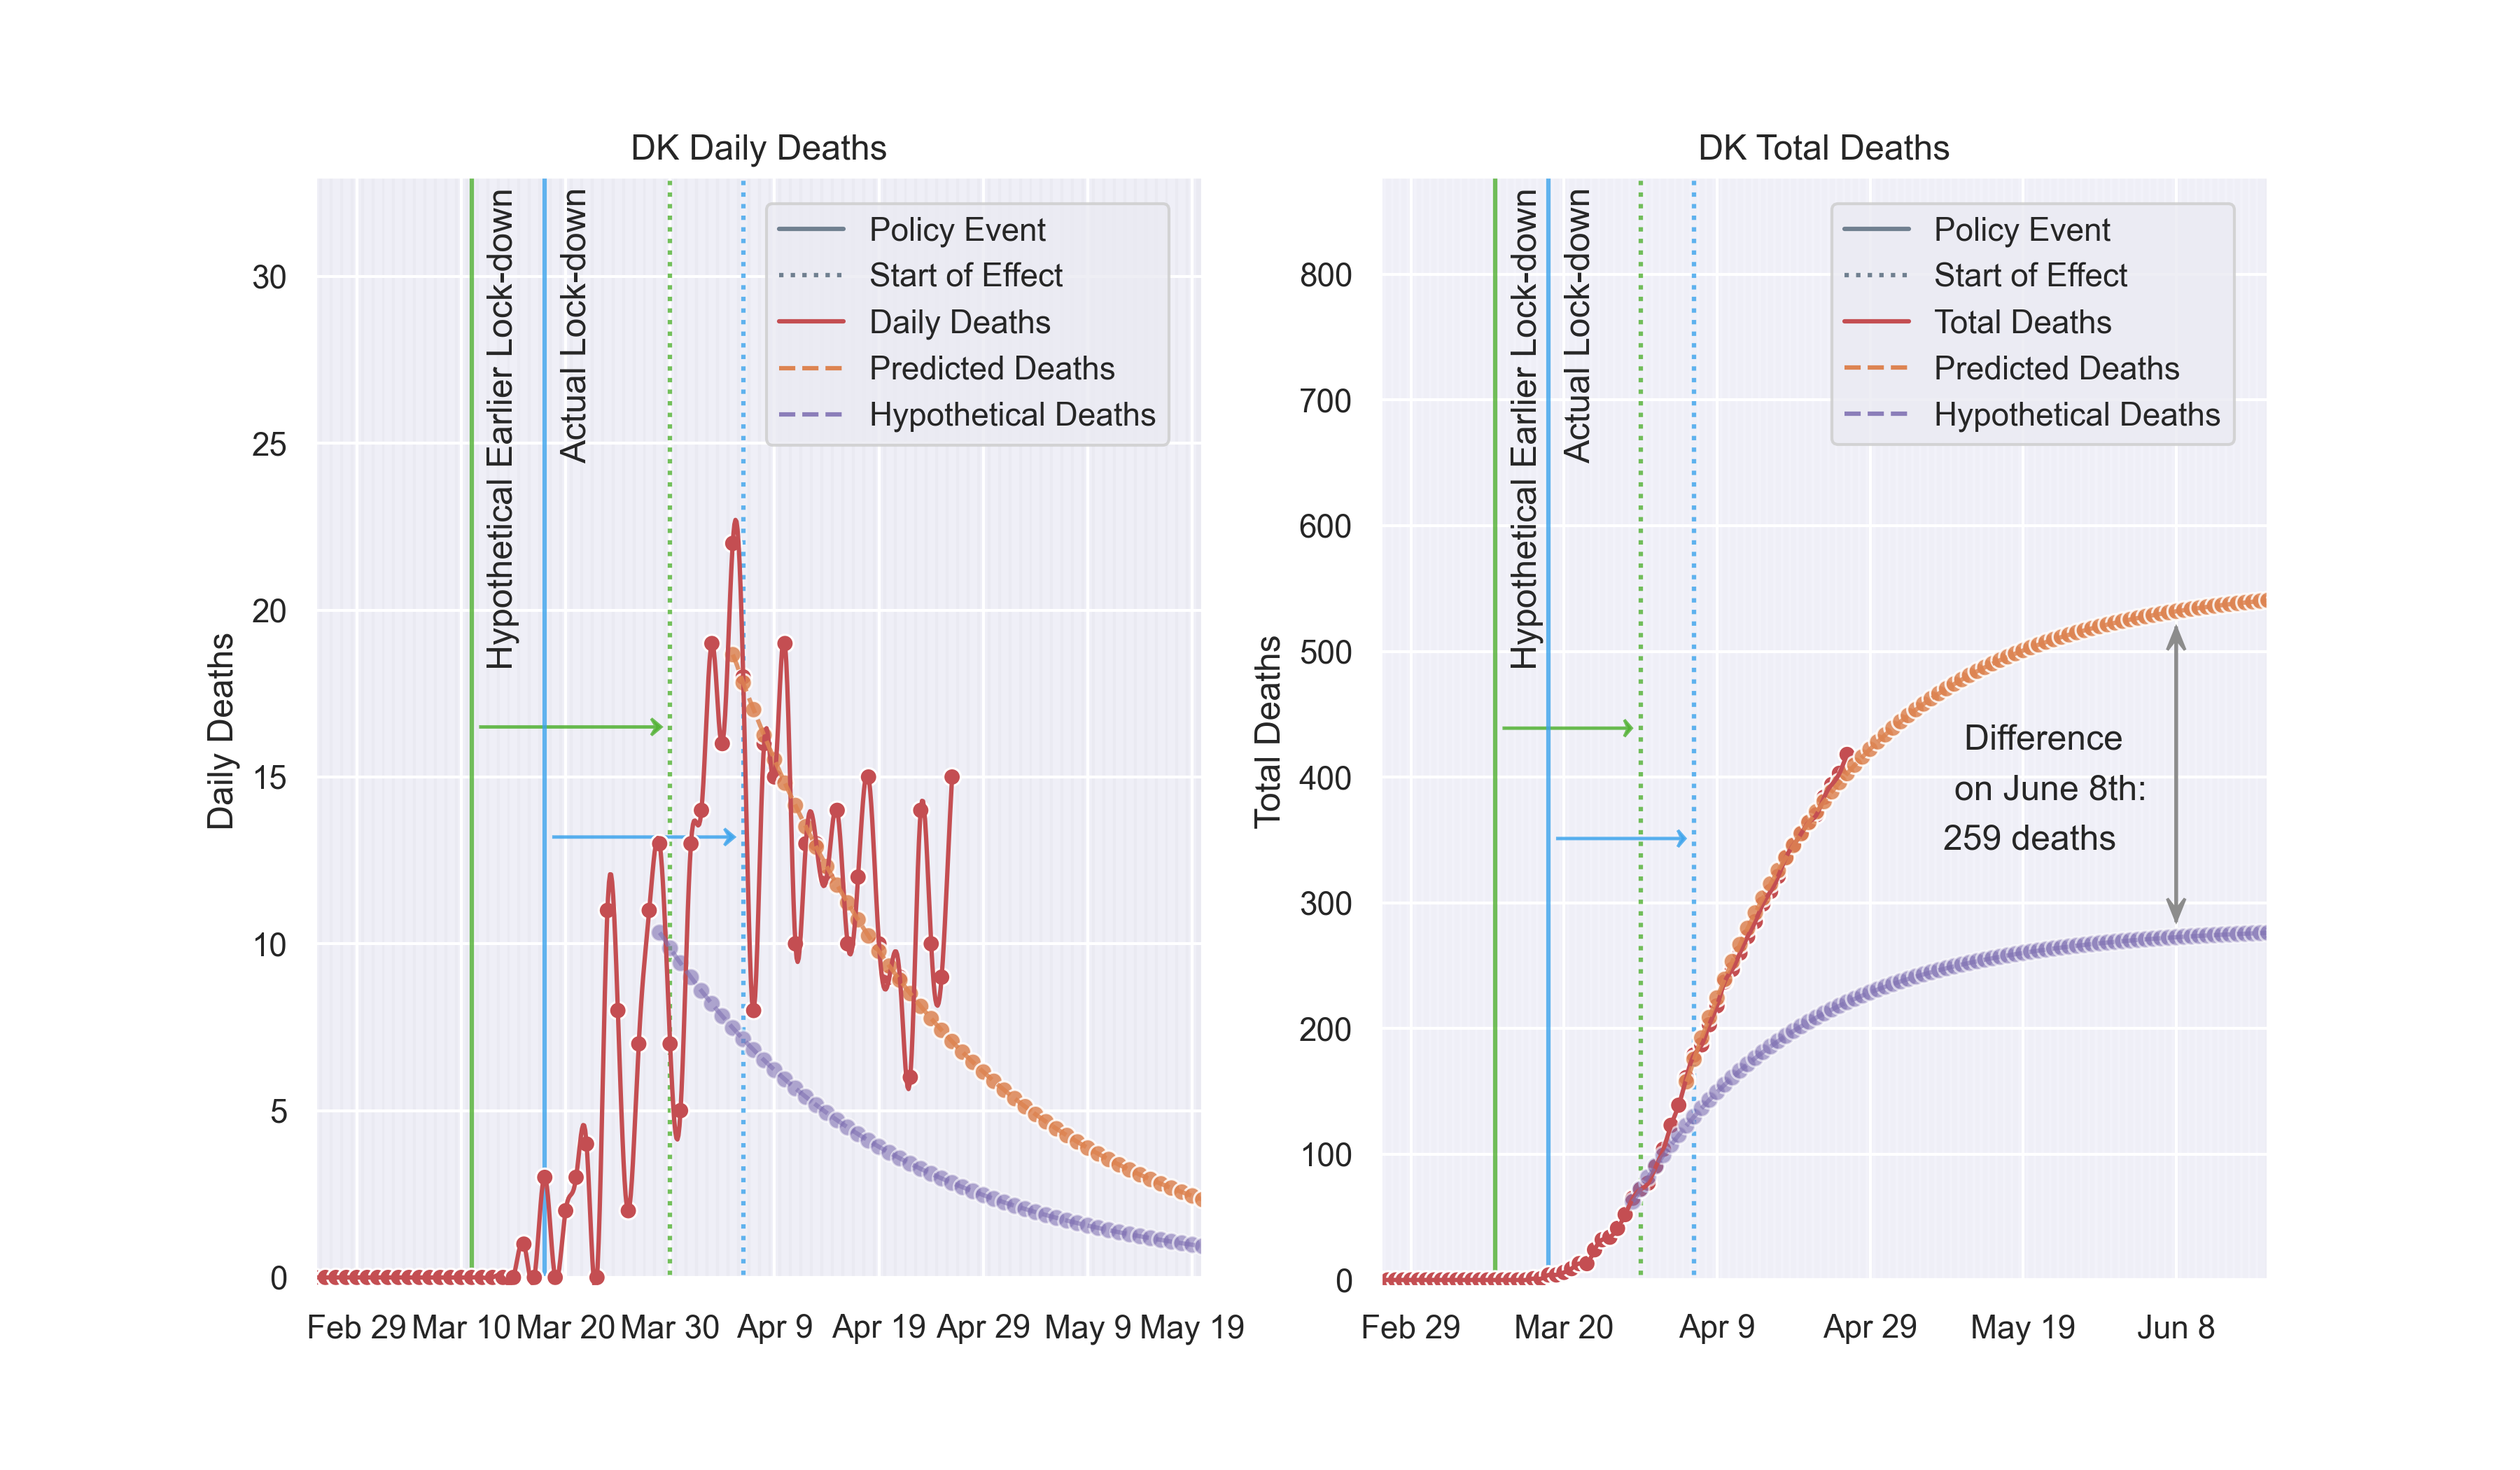 DK Daily Deaths
Hypothetical Earlier Lock-down
Actual Lock-down
Policy Event
Start of Effect
Daily Deaths
Predicted Deaths
Hypothetical Deaths
Daily Deaths
30
25
20
15
10
5
0
Feb 29 Mar 10 Mar 20 Mar 30 Apr 9 Apr 19 Apr 29 May 9 May 19
DK Total Deaths
Hypothetical Earlier Lock-down
Actual Lock-down
Policy Event
Start of Effect
Total Deaths
Predicted Deaths
Hypothetical Deaths
Total Deaths
800
700
600
500
400
300
200
100
0
Difference
on June 8th:
259 deaths
Feb 29 Mar 20 Apr 9 Apr 29 May 19 Jun 8